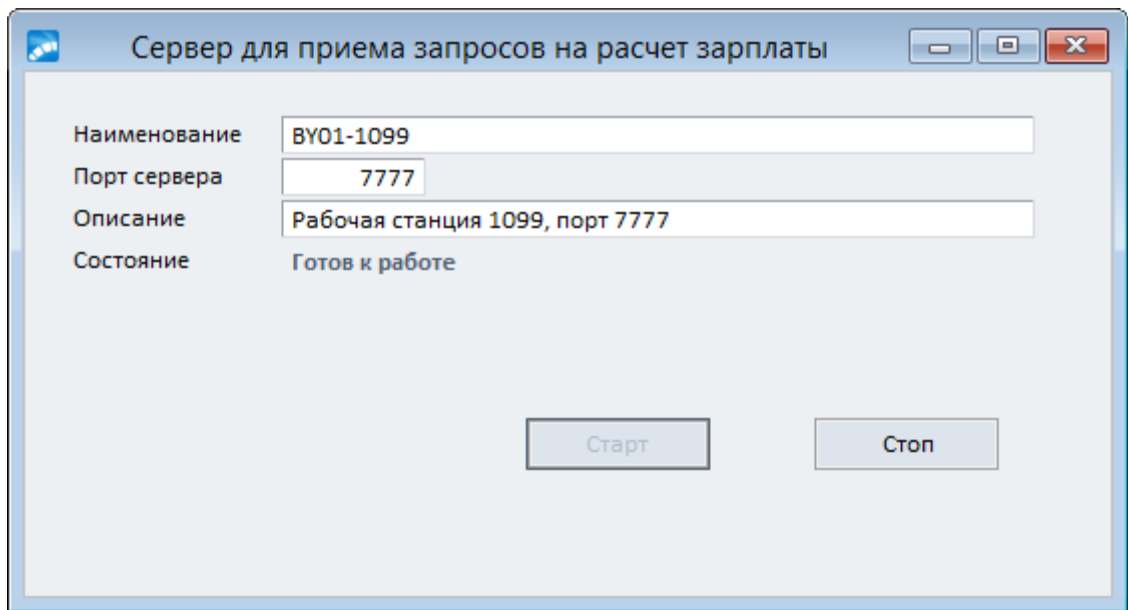 Сервер для приема запросов на расчет зарплаты
Наименование BY01-1099
Порт сервера 7777
Описание Рабочая станция 1099, порт 7777
Состояние Готов к работе
Старт Стоп